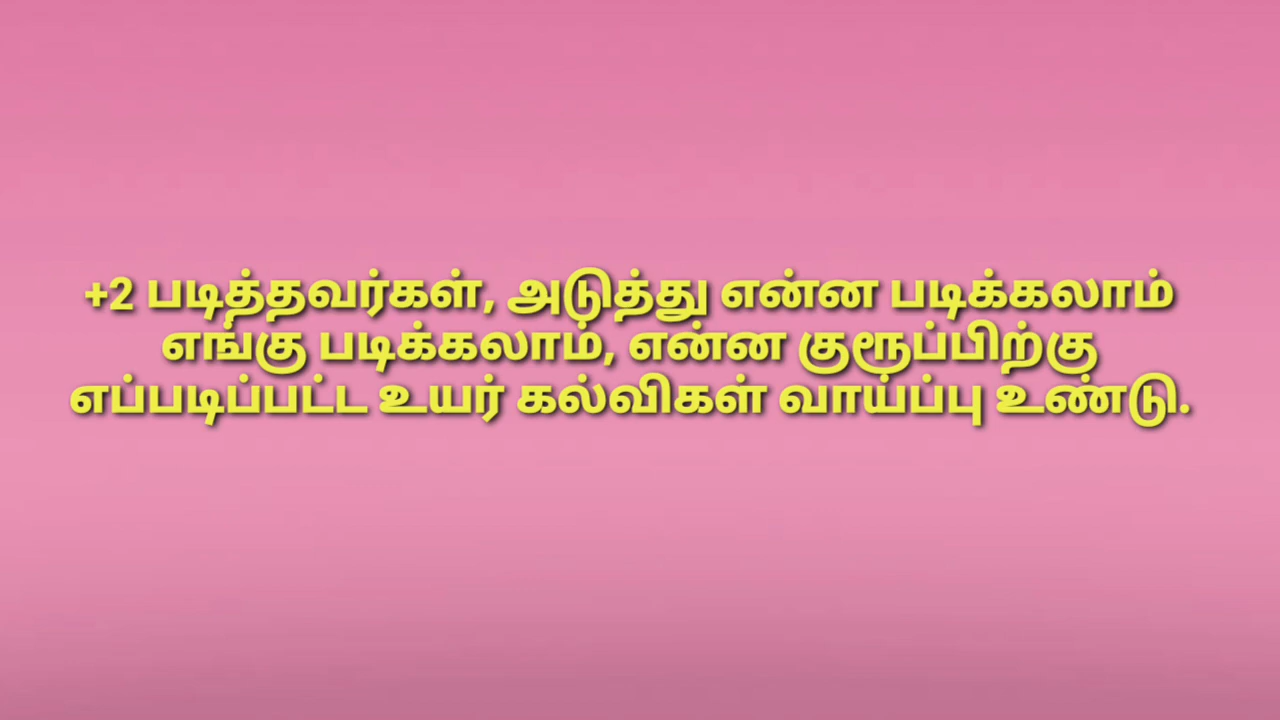 +2 படித்தவர்கள், அடுத்து என்ன படிக்கலாம்
எங்கு படிக்கலாம், என்ன குரூப்பிற்கு
எப்படிப்பட்ட உயர் கல்விகள் வாய்ப்பு உண்டு.